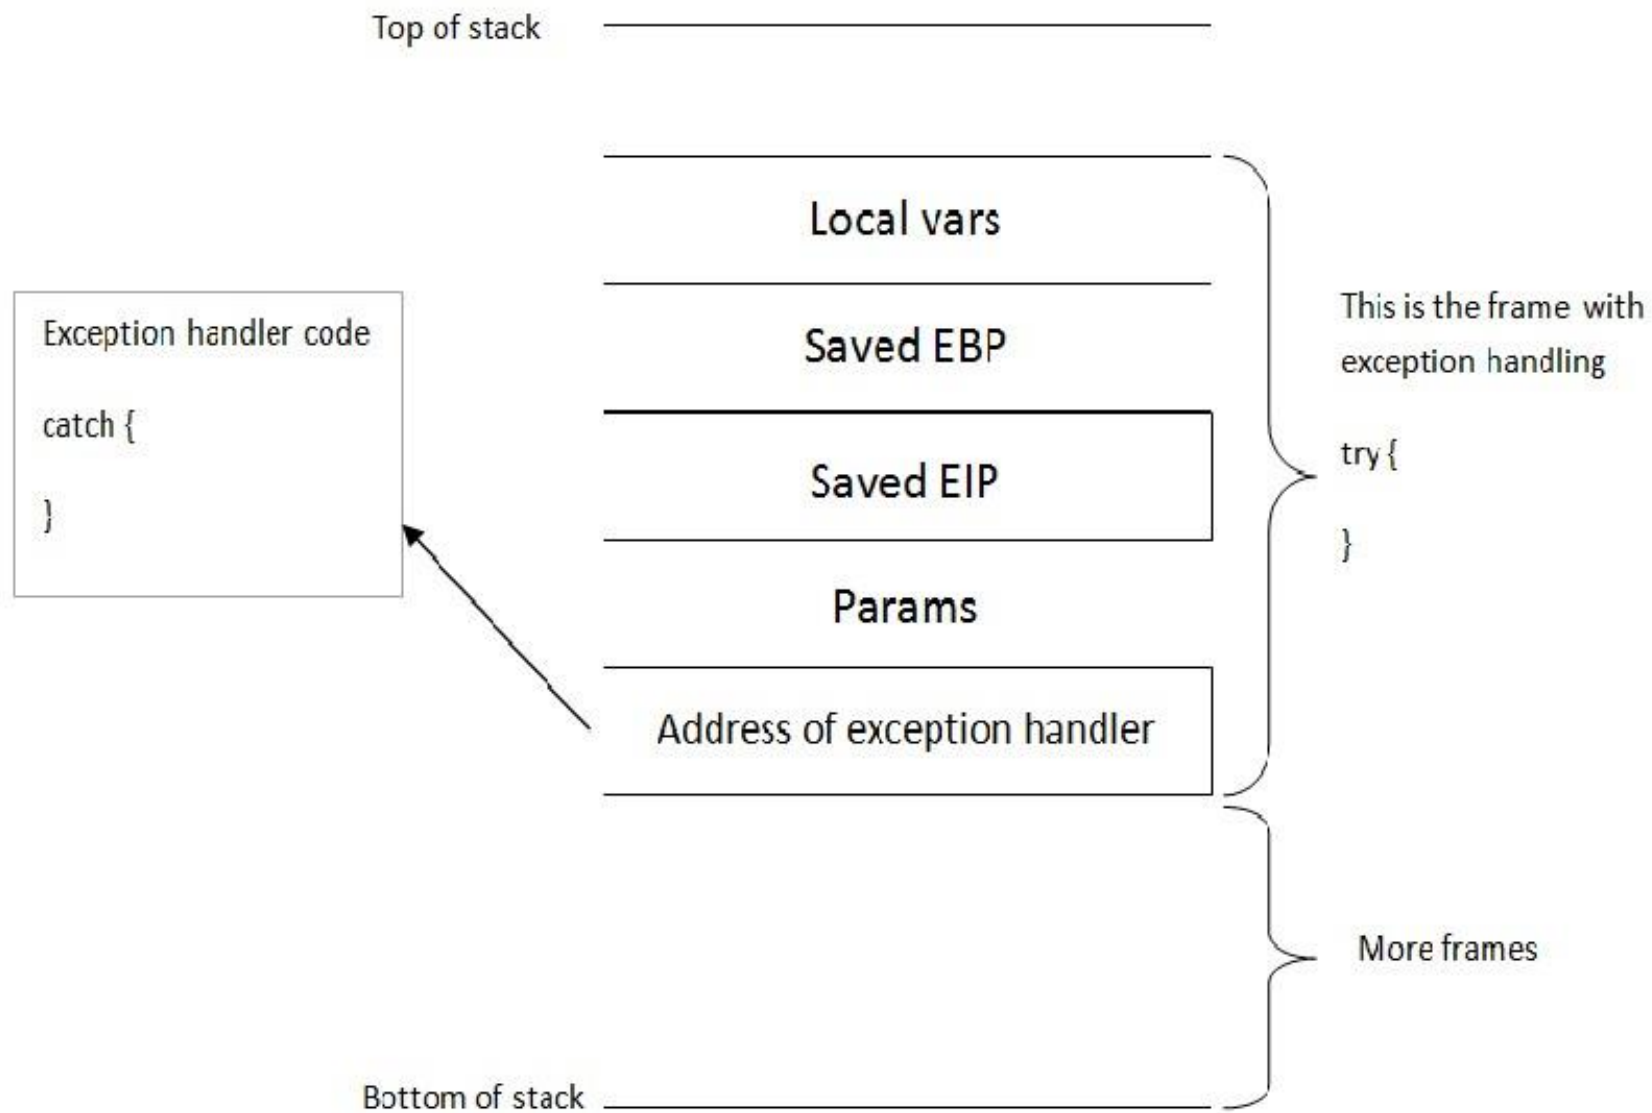 Top of stack
Local vars
Saved EBP
Saved EIP
Params
Address of exception handler
Exception handler code
catch {
}
This is the frame with
exception handling
try {
}
More frames
Bottom of stack